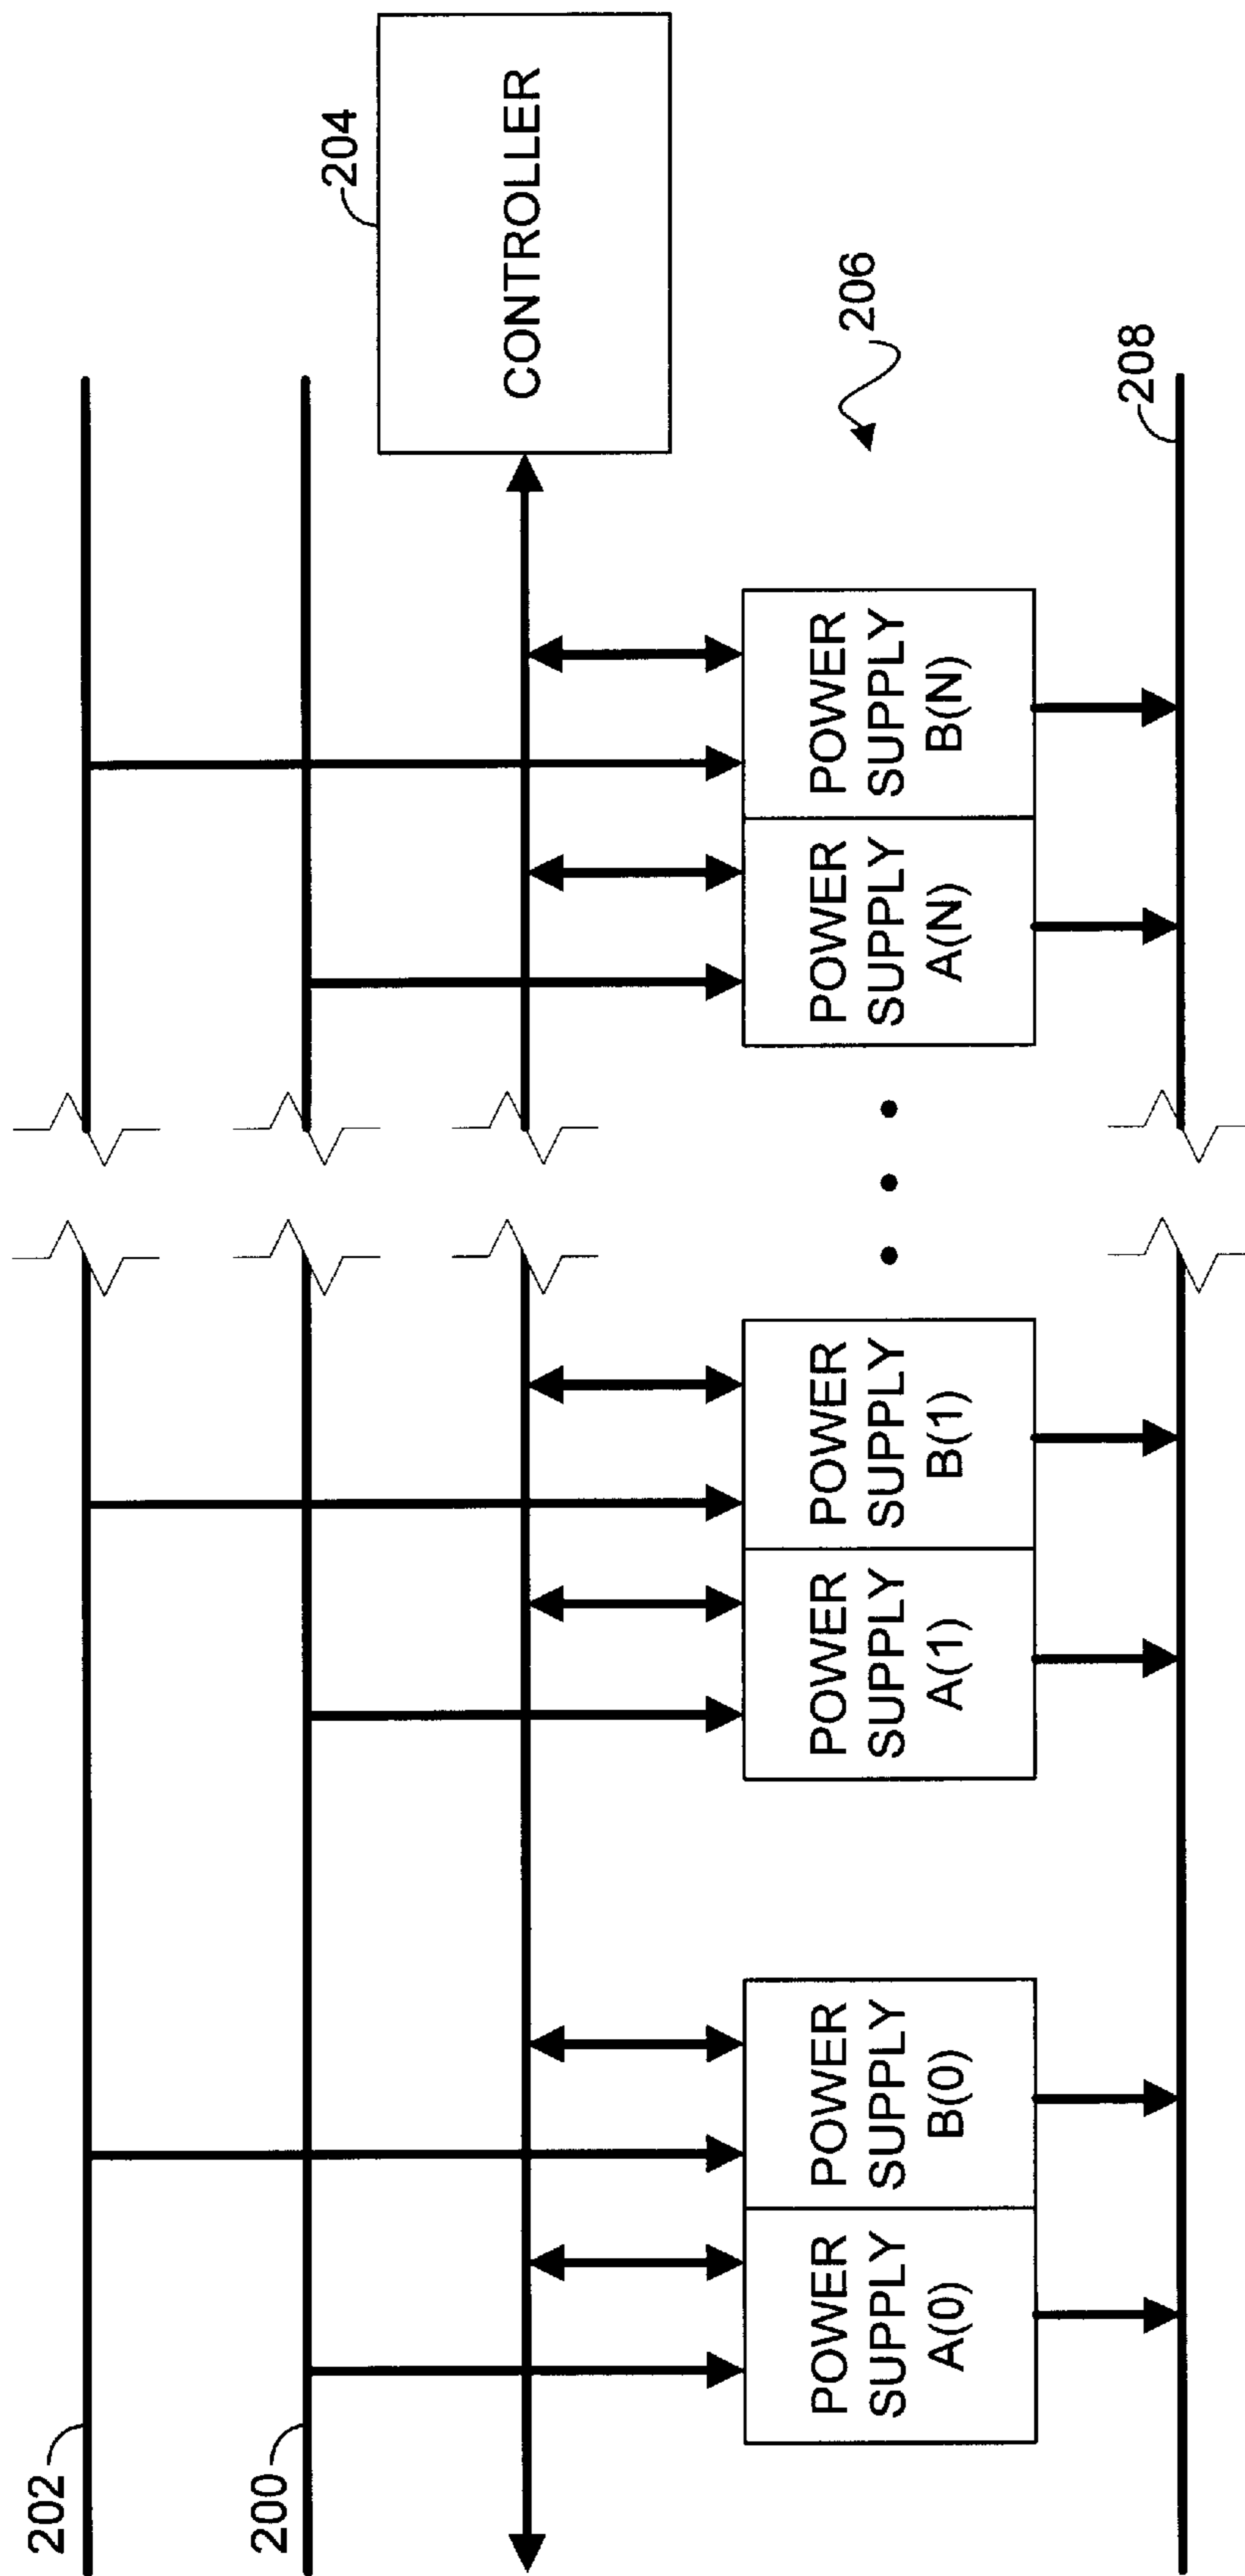 202
200
204
CONTROLLER
206
POWER
SUPPLY
A(0)
POWER
SUPPLY
B(0)
POWER
SUPPLY
A(1)
POWER
SUPPLY
B(1)
• • •
POWER
SUPPLY
A(N)
POWER
SUPPLY
B(N)
208